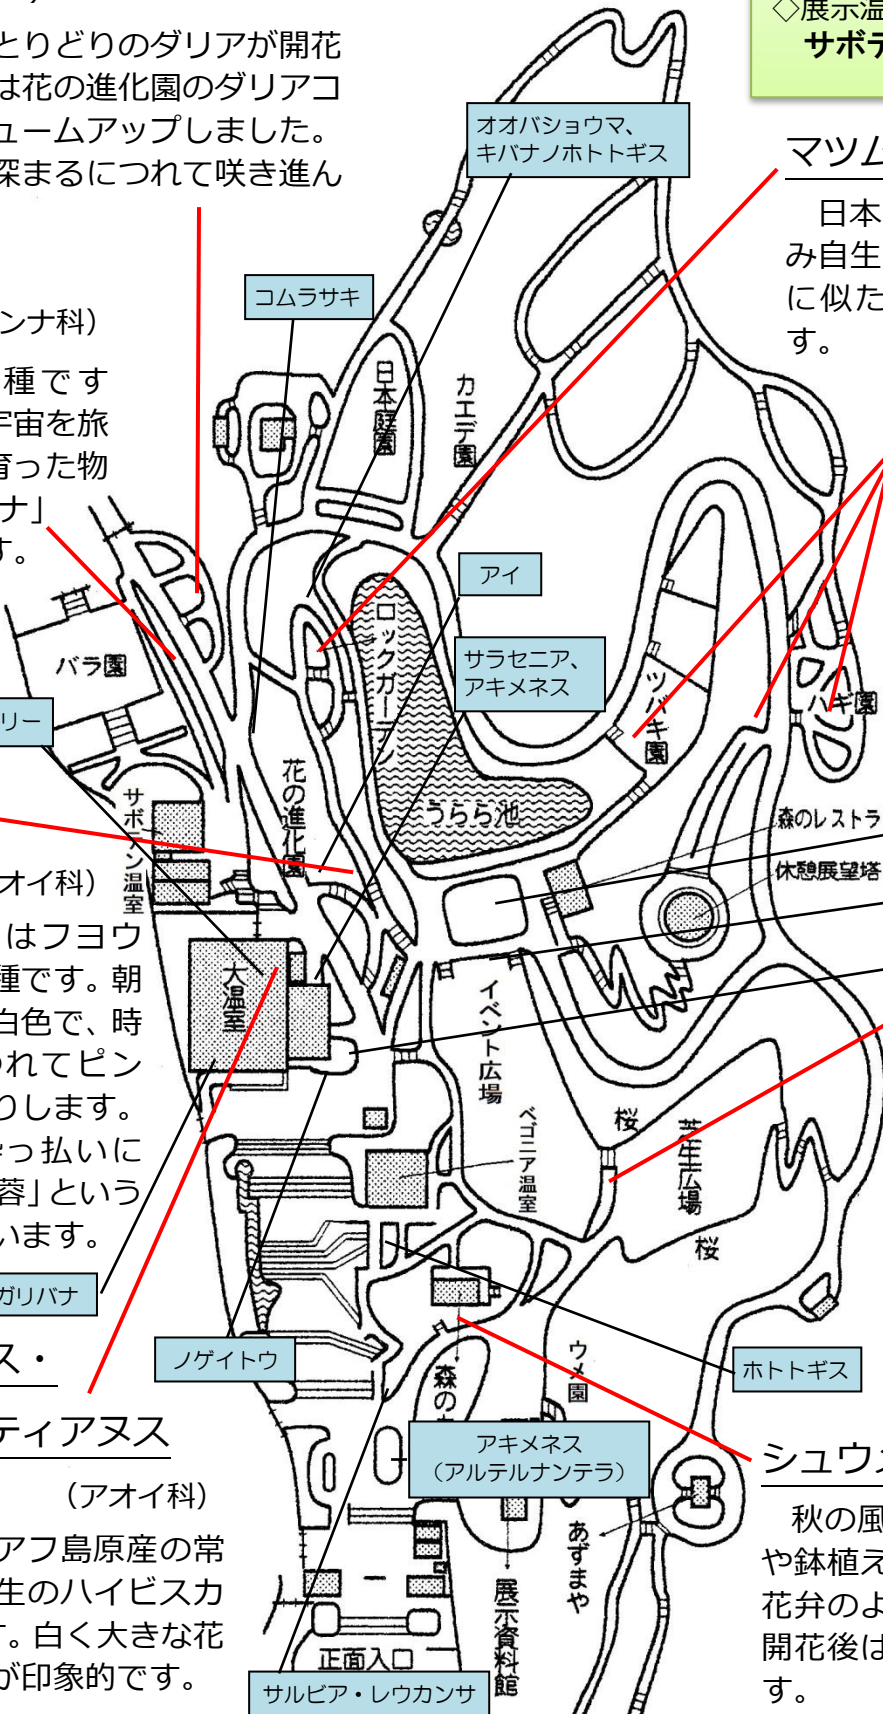 ◇展示温
サボテ
とりどりのダリアが開花
は花の進化園のダリアコ
ュームアップしました。
深まるにつれて咲き進ん
オオバショウマ、
キバナノホトトギス
マツム
日本
み自生
に似た
す。
コムラサキ
ンナ科）
種です
宇宙を旅
育った物
ナ」
す。
日本庭園
カエデ園
アイ
サラセニア、
アキメネス
ロックガーデン
バラ園
ツバキ園
ハギ園
リー
花の進化園
うらら池
サボテン温室
森のレストラ
休憩展望塔
オイ科）
はフヨウ
種です。朝
白色で、時
つれてピン
りします。
っ払いに
蓉」という
います。
大温室
イベント広場
ベゴニア温室
桜
芝生広場
桜
ガリバナ
ノゲイトウ
ホトトギス
ス・
ティアヌス
（アオイ科）
アフ島原産の常
生のハイビスカ
す。白く大きな花
が印象的です。
ウメ園
森の
アキメネス
（アルテルナンテラ）
あずまや
展示資料館
正面入口
サルビア・レウカンサ
シュウメ
秋の風
や鉢植え
花弁のよ
開花後は
す。